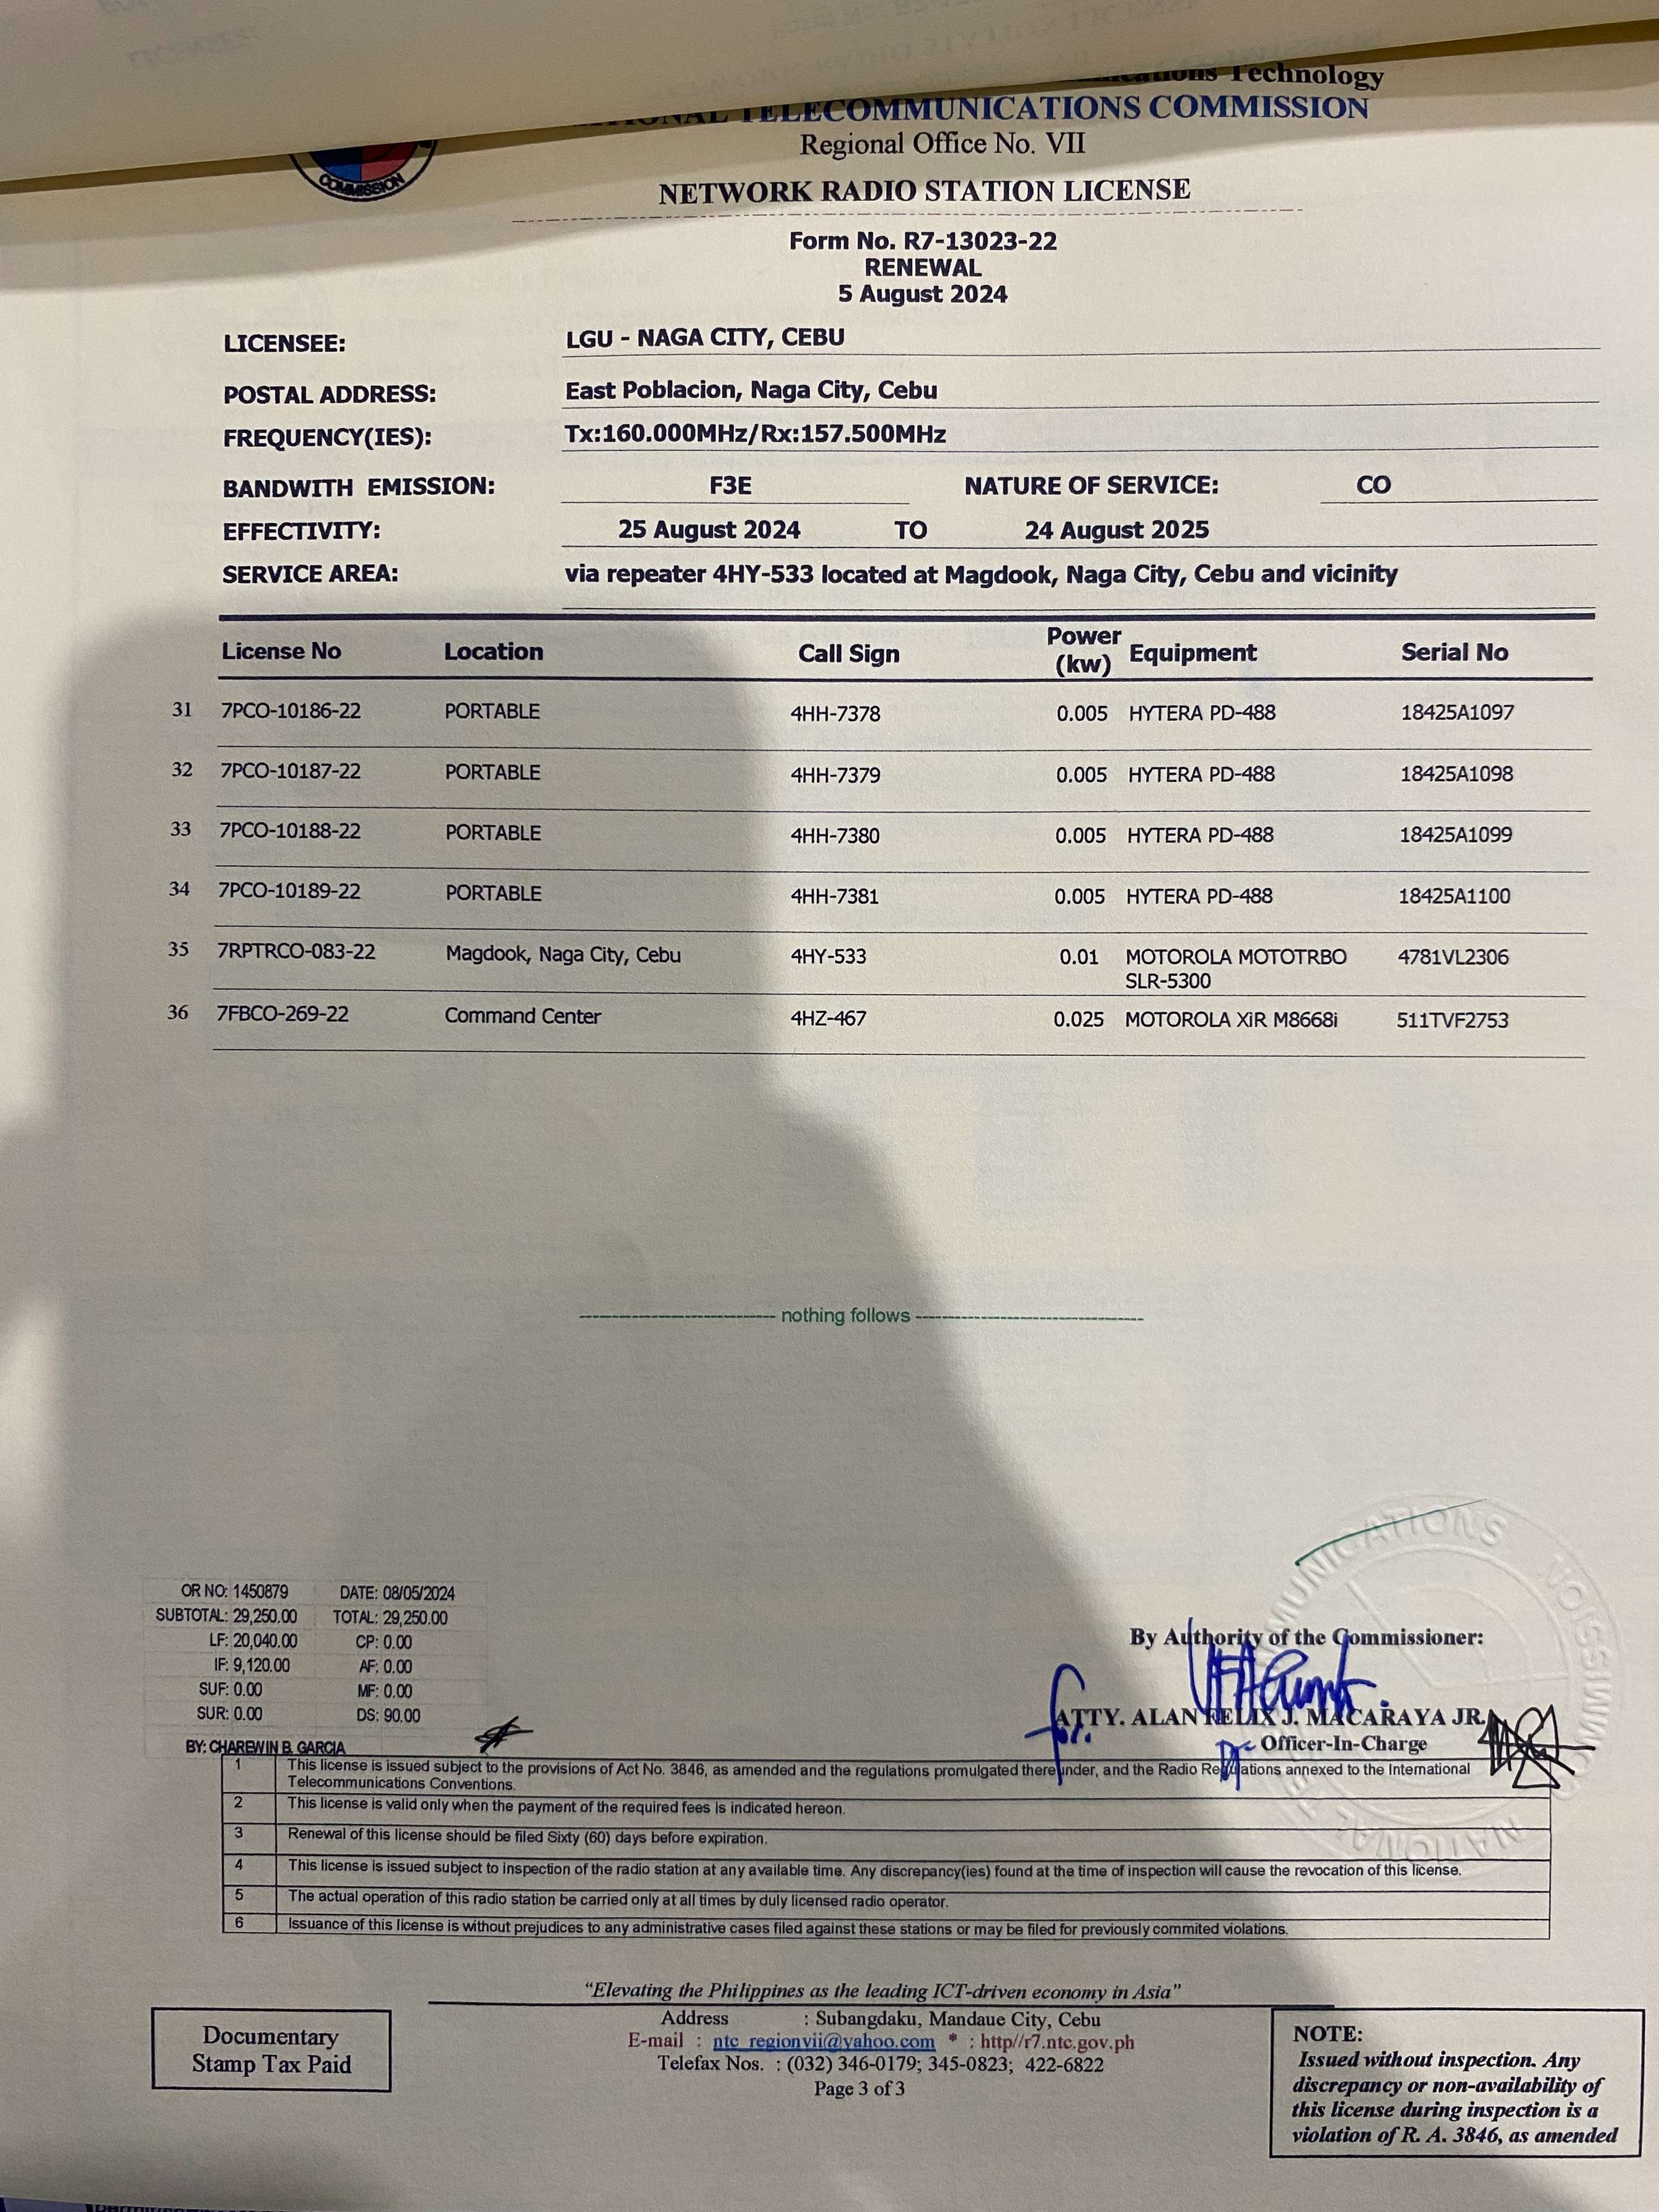 Technology
TELECOMMUNICATIONS COMMISSION
Regional Office No. VII
COMMISSION
NETWORK RADIO STATION LICENSE
Form No. R7-13023-22
RENEWAL
5 August 2024
LICENSEE: LGU - NAGA CITY, CEBU
POSTAL ADDRESS: East Poblacion, Naga City, Cebu
FREQUENCY(IES): Tx:160.000MHz/Rx:157.500MHz
BANDWITH EMISSION: F3E NATURE OF SERVICE: CO
EFFECTIVITY: 25 August 2024 TO 24 August 2025
SERVICE AREA: via repeater 4HY-533 located at Magdook, Naga City, Cebu and vicinity
License No Location Call Sign Power (kw) Equipment Serial No
31 7PCO-10186-22 PORTABLE 4HH-7378 0.005 HYTERA PD-488 18425A1097
32 7PCO-10187-22 PORTABLE 4HH-7379 0.005 HYTERA PD-488 18425A1098
33 7PCO-10188-22 PORTABLE 4HH-7380 0.005 HYTERA PD-488 18425A1099
34 7PCO-10189-22 PORTABLE 4HH-7381 0.005 HYTERA PD-488 18425A1100
35 7RPTRCO-083-22 Magdook, Naga City, Cebu 4HY-533 0.01 MOTOROLA MOTOTRBO 4781VL2306
SLR-5300
36 7FBCO-269-22 Command Center 4HZ-467 0.025 MOTOROLA XiR M8668i 511TVF2753
nothing follows
OR NO: 1450879 DATE: 08/05/2024
SUBTOTAL: 29,250.00 TOTAL: 29,250.00
LF: 20,040.00 CP: 0.00
IF: 9,120.00 AF: 0.00
SUF: 0.00 MF: 0.00
SUR: 0.00 DS: 90.00
BY: CHAREWIN B. GARCIA
By Authority of the Commissioner:
for.
ATTY. ALAN FELIX J. MACARAYA JR.
Officer-In-Charge
1 This license is issued subject to the provisions of Act No. 3846, as amended and the regulations promulgated thereunder, and the Radio Regulations annexed to the International
Telecommunications Conventions.
2 This license is valid only when the payment of the required fees is indicated hereon.
3 Renewal of this license should be filed Sixty (60) days before expiration.
4 This license is issued subject to inspection of the radio station at any available time. Any discrepancy(ies) found at the time of inspection will cause the revocation of this license.
5 The actual operation of this radio station be carried only at all times by duly licensed radio operator.
6 Issuance of this license is without prejudices to any administrative cases filed against these stations or may be filed for previously commited violations.
“Elevating the Philippines as the leading ICT-driven economy in Asia”
Address : Subangdaku, Mandaue City, Cebu
E-mail : ntc_regionvii@yahoo.com * : http//r7.ntc.gov.ph
Telefax Nos. : (032) 346-0179; 345-0823; 422-6822
Page 3 of 3
Documentary
Stamp Tax Paid
NOTE:
Issued without inspection. Any
discrepancy or non-availability of
this license during inspection is a
violation of R. A. 3846, as amended